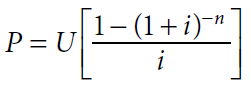 P = U[(1 − (1 + i)⁻ⁿ) / i]